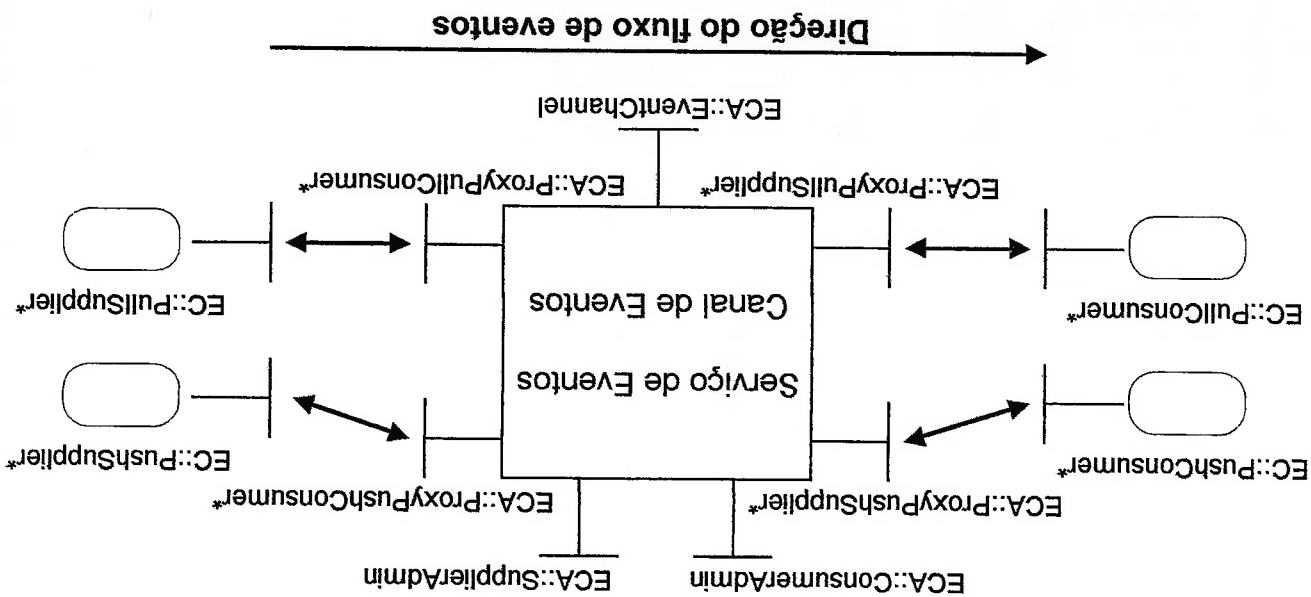 ECA::ConsumerAdmin
ECA::SupplierAdmin
ECA::ProxyPushSupplier*
ECA::ProxyPushConsumer*
EC::PushConsumer*
EC::PushSupplier*
Serviço de Eventos
Canal de Eventos
EC::PullConsumer*
EC::PullSupplier*
ECA::ProxyPullSupplier*
ECA::ProxyPullConsumer*
ECA::EventChannel
Direção do fluxo de eventos